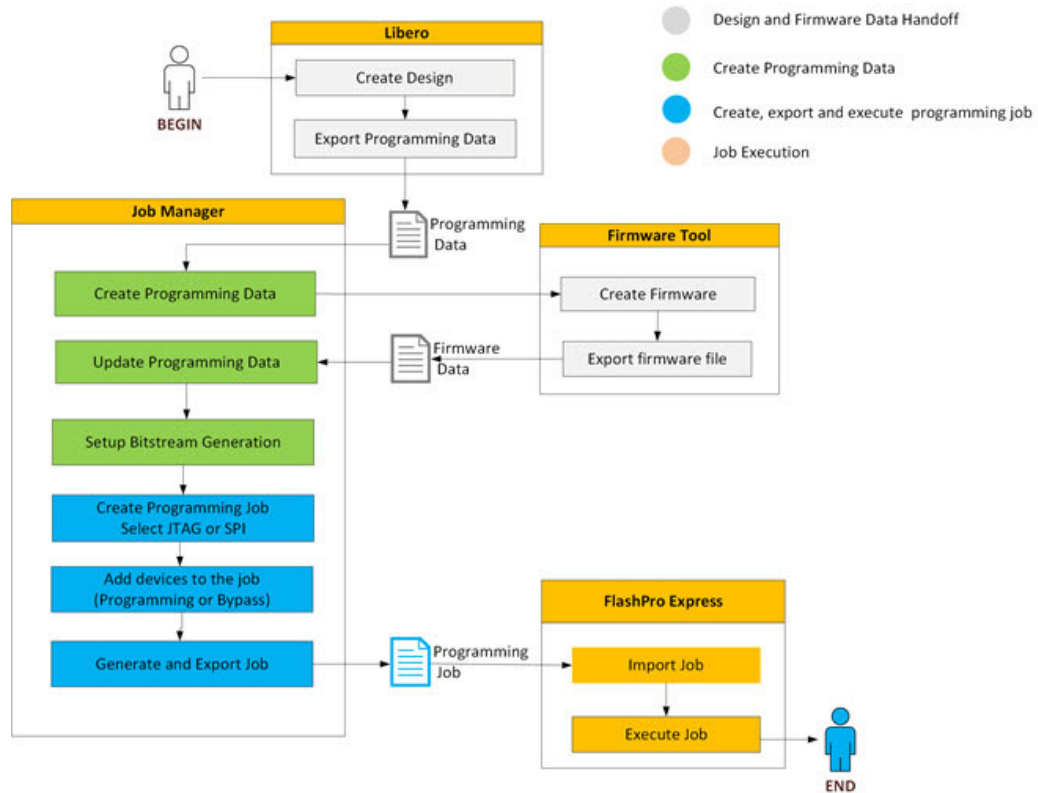 Libero
Create Design
Export Programming Data
BEGIN
Design and Firmware Data Handoff
Create Programming Data
Create, export and execute  programming job
Job Execution
Job Manager
Programming
Data
Create Programming Data
Update Programming Data
Setup Bitstream Generation
Create Programming Job
Select JTAG or SPI
Add devices to the job
(Programming or Bypass)
Generate and Export Job
Firmware Tool
Create Firmware
Export firmware file
Firmware
Data
Programming
Job
FlashPro Express
Import Job
Execute Job
END